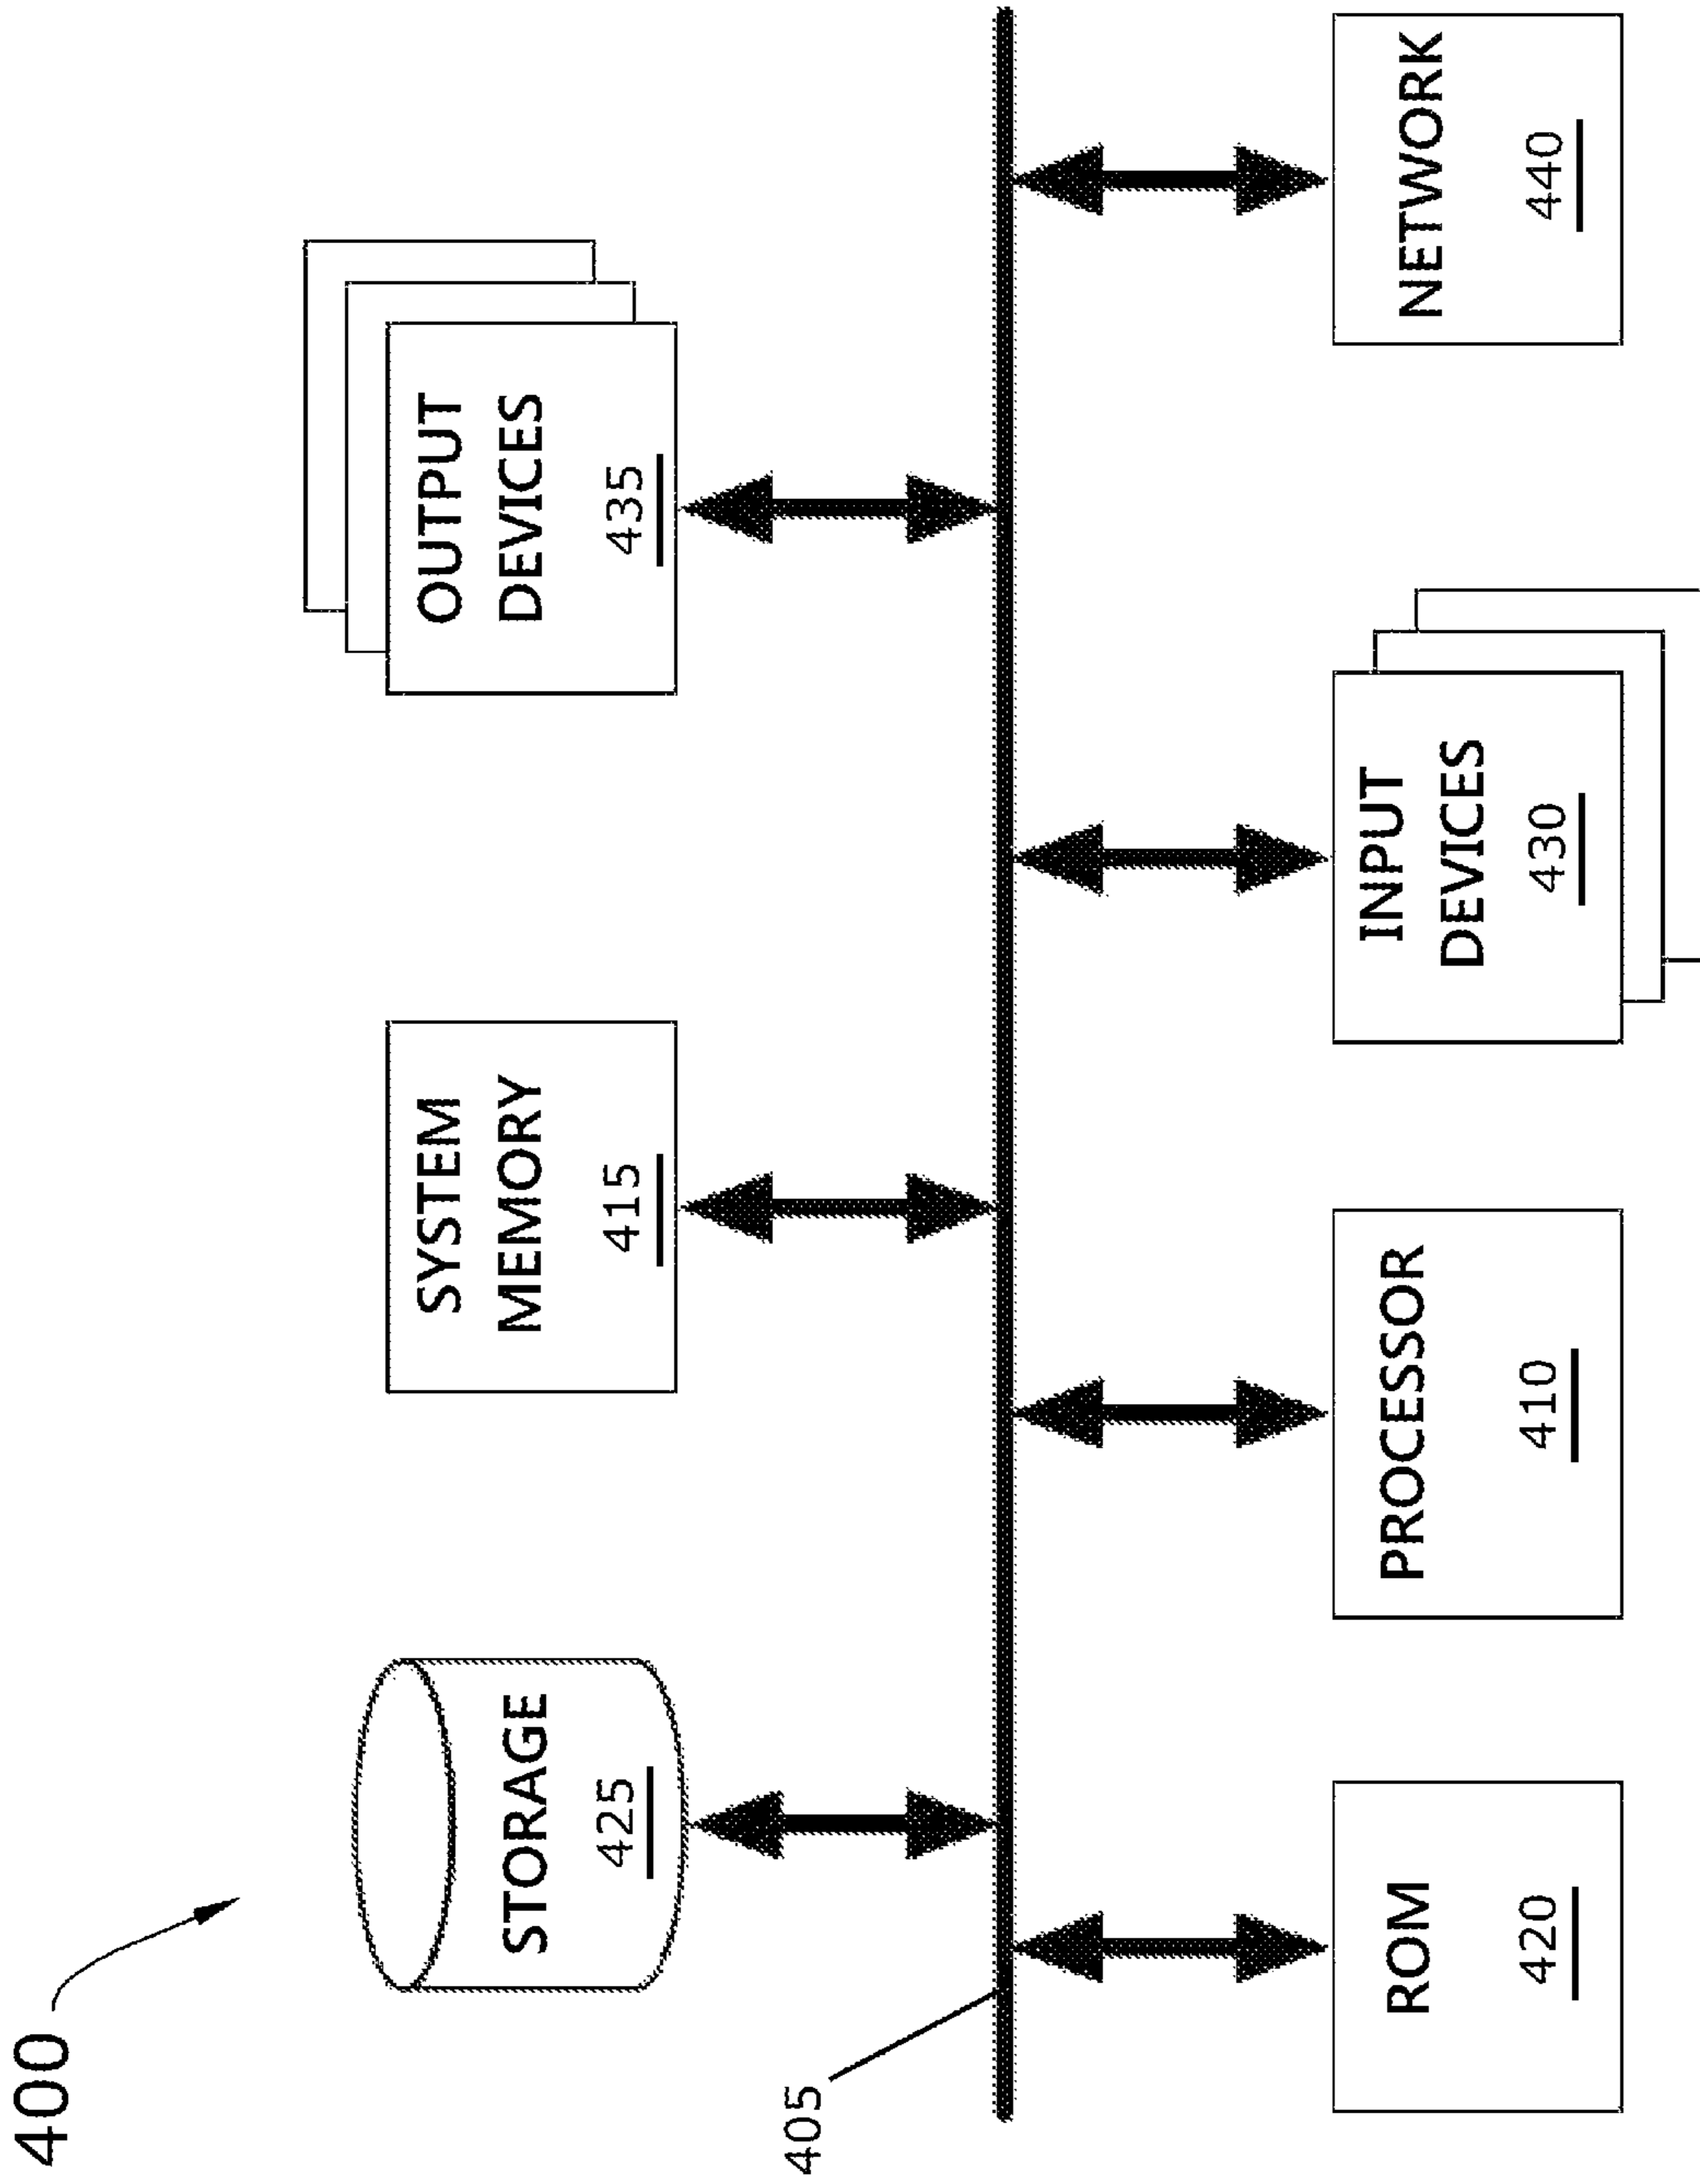 400
STORAGE
425
SYSTEM
MEMORY
415
OUTPUT
DEVICES
435
405
ROM
420
PROCESSOR
410
INPUT
DEVICES
430
NETWORK
440